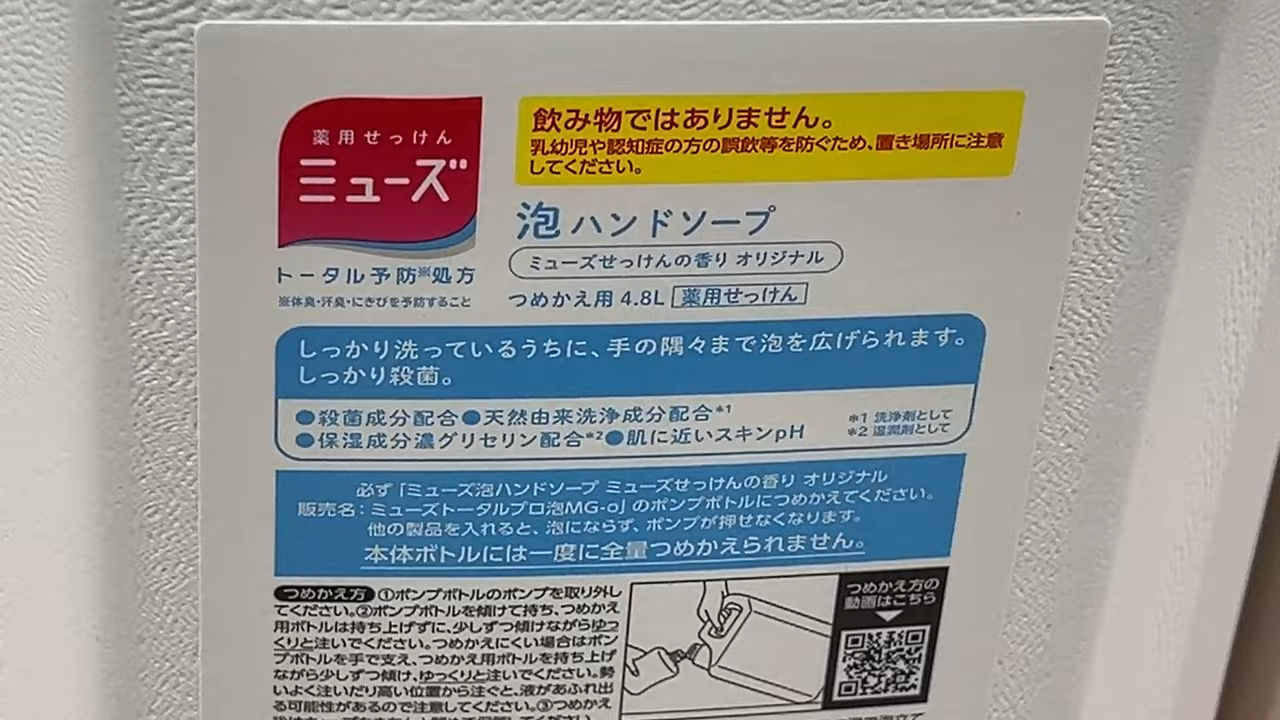 薬用せっけん
ミューズ
トータル予防※処方
※体臭・汗臭・にきびを予防すること
飲み物ではありません。
乳幼児や認知症の方の誤飲等を防ぐため、置き場所に注意
してください。
泡ハンドソープ
ミューズせっけんの香り オリジナル
つめかえ用 4.8L 薬用せっけん
しっかり洗っているうちに、手の隅々まで泡を広げられます。
しっかり殺菌。
●殺菌成分配合●天然由来洗浄成分配合*1
●保湿成分濃グリセリン配合*2●肌に近いスキンpH
*1 洗浄剤として
*2 湿潤剤として
必ず「ミューズ泡ハンドソープ ミューズせっけんの香り オリジナル
販売名：ミューズトータルプロ泡MG-o」のポンプボトルにつめかえてください。
他の製品を入れると、泡にならず、ポンプが押せなくなります。
本体ボトルには一度に全量つめかえられません。
つめかえ方 ①ポンプボトルのポンプを取り外し
てください。②ポンプボトルを傾けて持ち、つめかえ
用ボトルは持ち上げずに、少しずつ傾けながらゆっ
くりと注いでください。つめかえにくい場合はポン
プボトルを手で支え、つめかえ用ボトルを持ち上げ
ながら少しずつ傾け、ゆっくりと注いでください。勢
いよく注いだり高い位置から注ぐと、液があふれ出
る可能性があるので注意してください。③つめかえ
つめかえ方の
動画はこちら